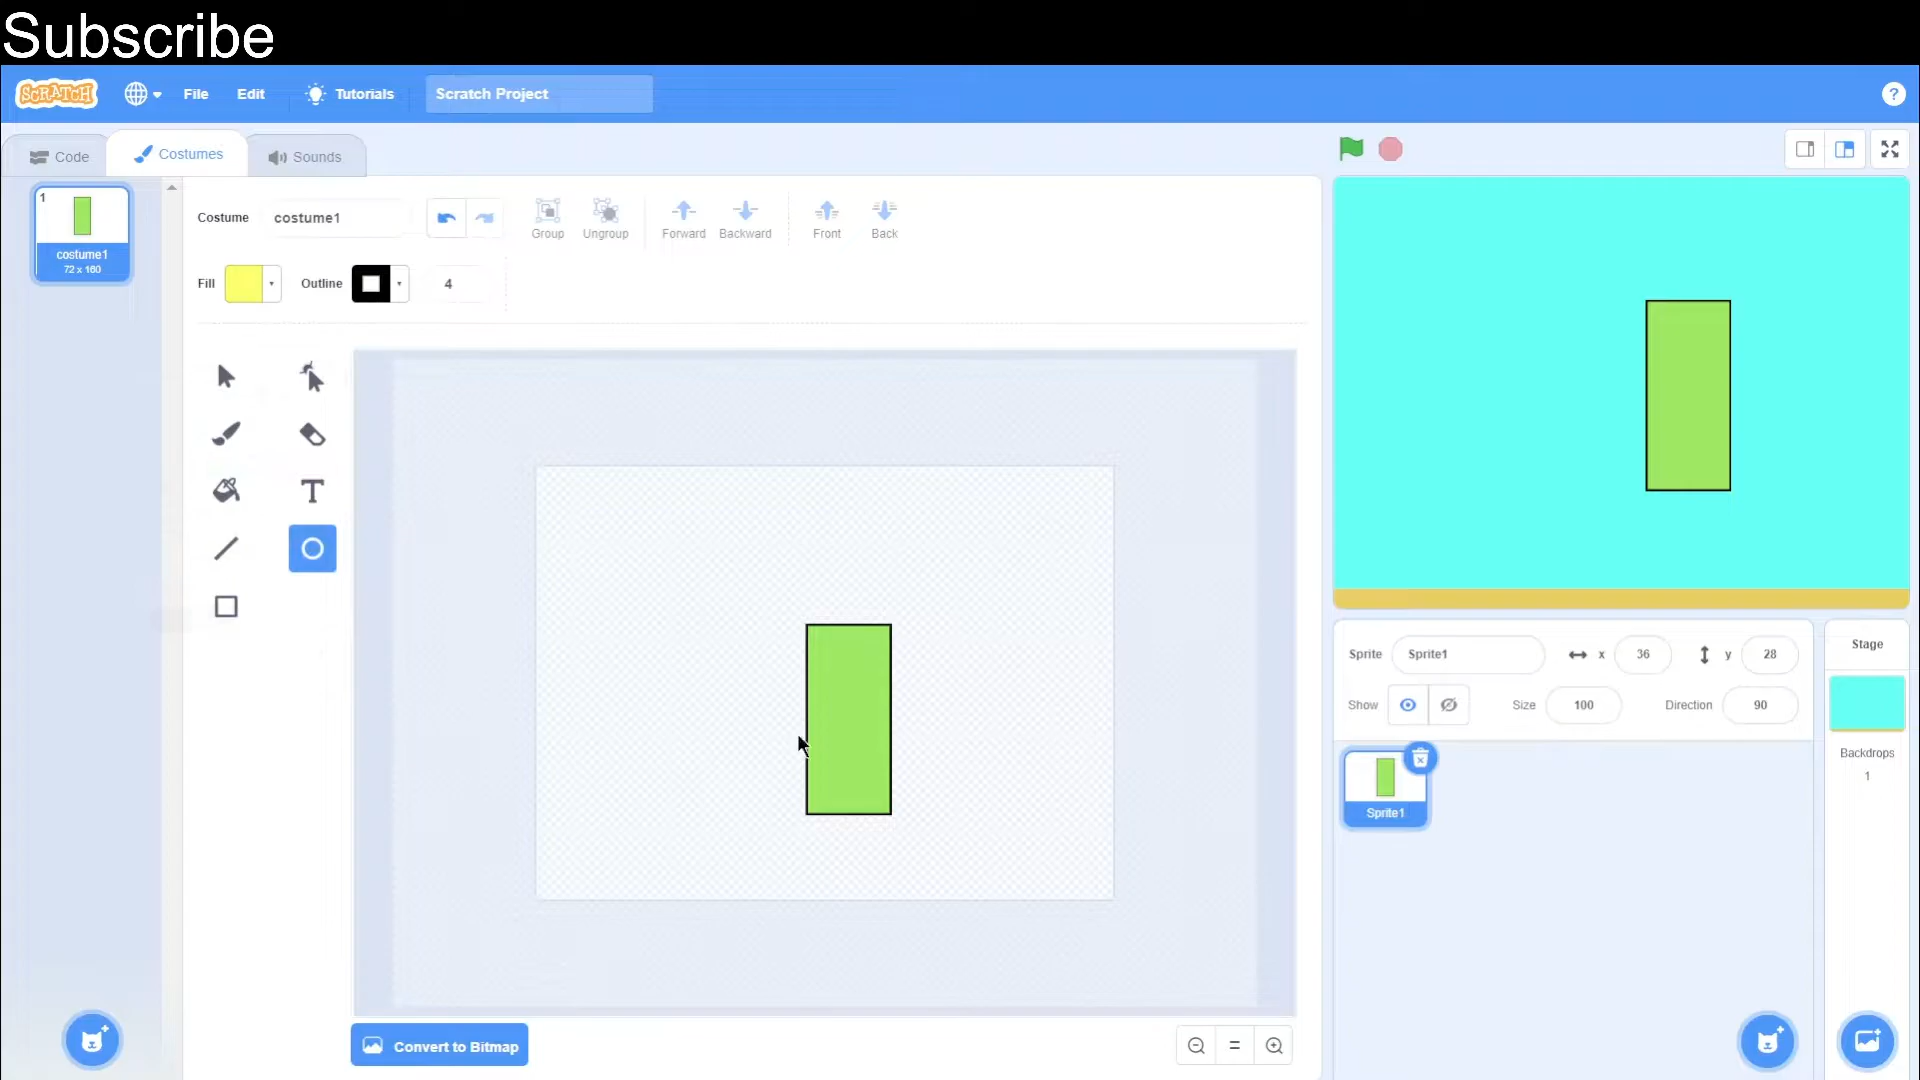 Subscribe
SCRATCH
File
Edit
Tutorials
Scratch Project
?
Code
Costumes
Sounds
1
costume1
72 x 160
Costume
costume1
Group
Ungroup
Forward
Backward
Front
Back
Fill
Outline
4
T
Convert to Bitmap
=
Sprite
Sprite1
x
36
y
28
Show
Size
100
Direction
90
Sprite1
Stage
Backdrops
1